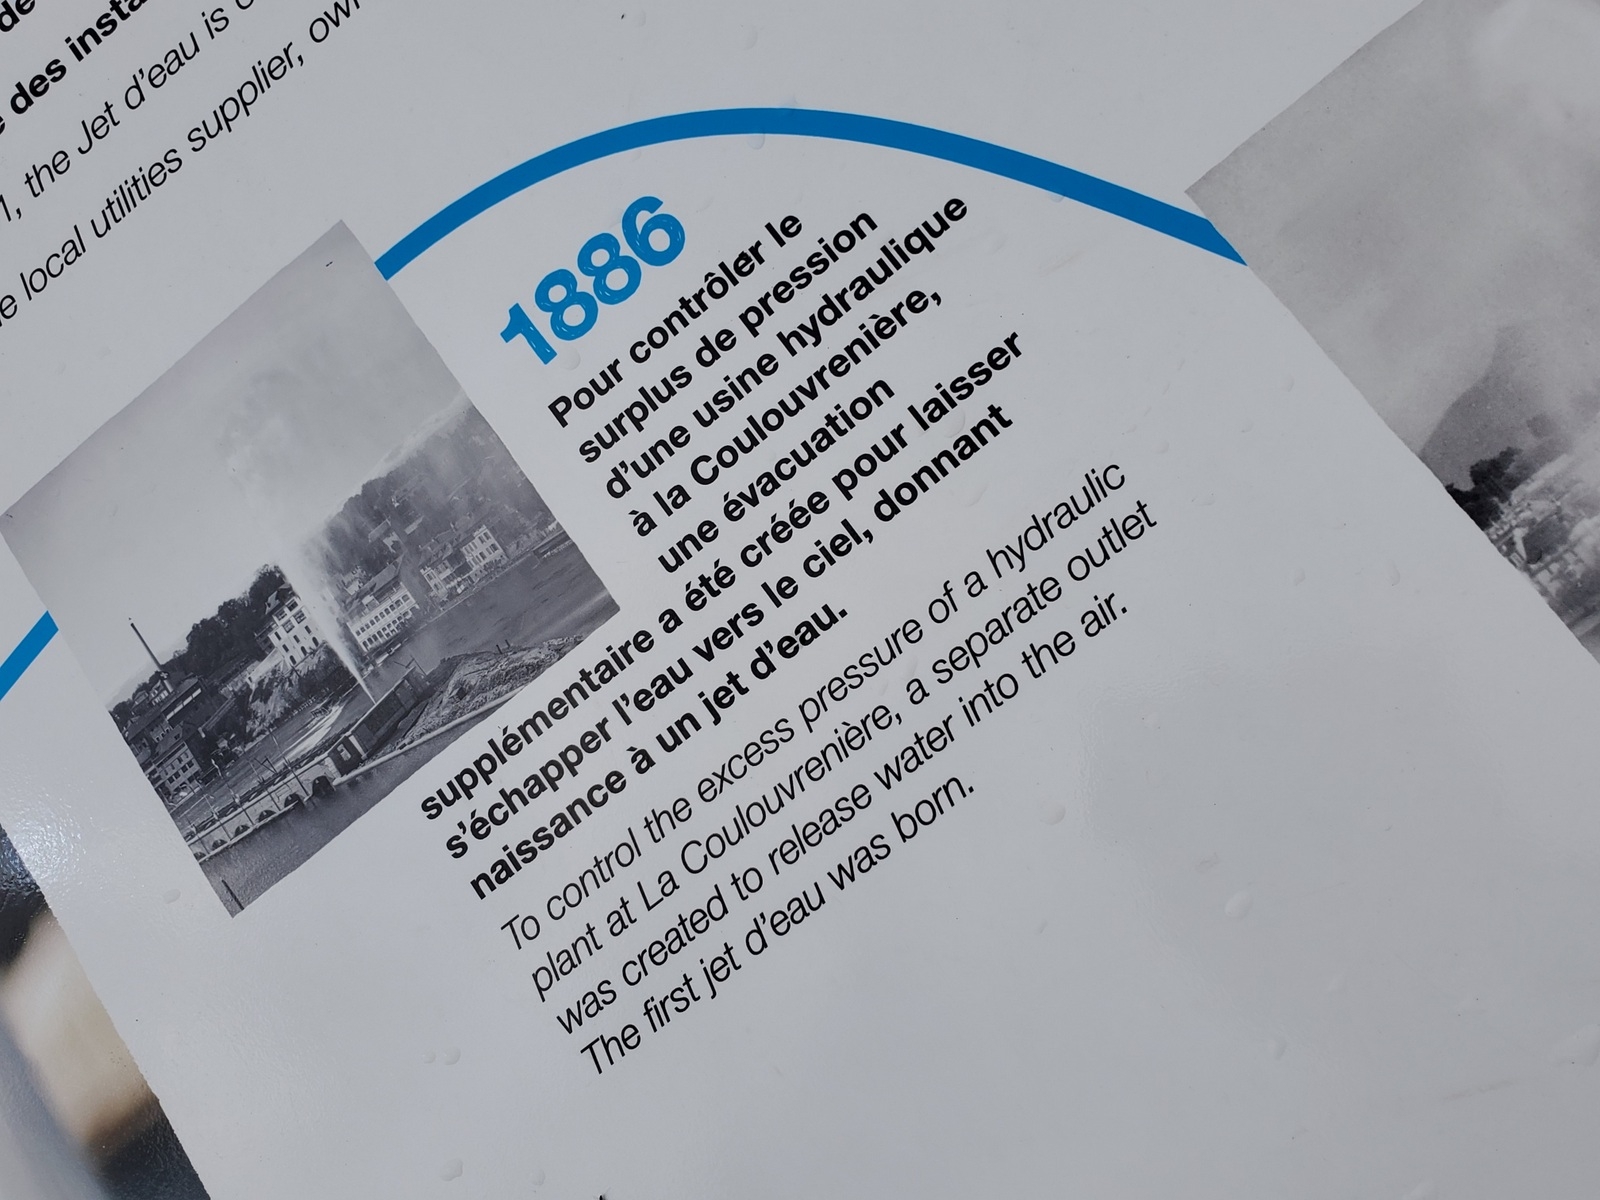 de
des insta
1, the Jet d'eau is
local utilities supplier, own
1886
Pour contrôler le
surplus de pression
d'une usine hydraulique
à la Coulouvrenière,
une évacuation
supplémentaire a été créée pour laisser
s'échapper l'eau vers le ciel, donnant
naissance à un jet d'eau.
To control the excess pressure of a hydraulic
plant at La Coulouvrenière, a separate outlet
was created to release water into the air.
The first jet d'eau was born.